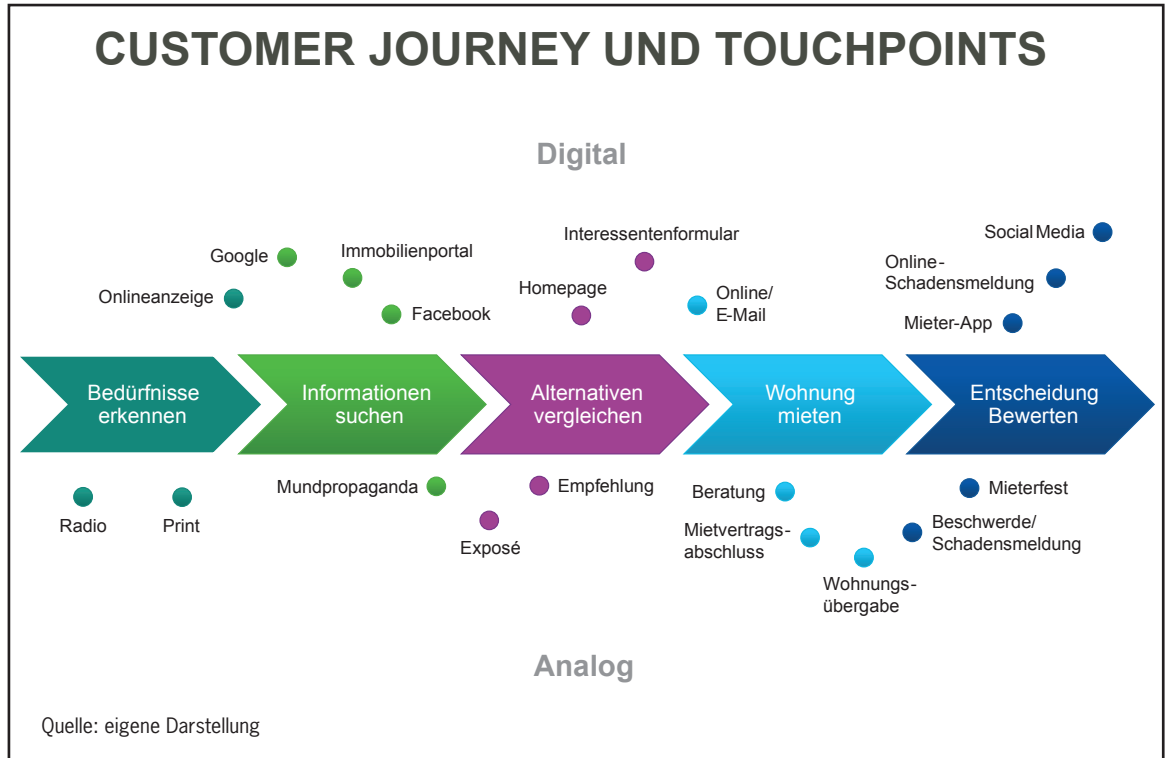 CUSTOMER JOURNEY UND TOUCHPOINTS
Digital
Google
Immobilienportal
Onlineanzeige
Facebook
Interessentenformular
Homepage
Online/
E-Mail
Social Media
Online-
Schadensmeldung
Mieter-App
Bedürfnisse
erkennen
Informationen
suchen
Alternativen
vergleichen
Wohnung
mieten
Entscheidung
Bewerten
Radio
Print
Mundpropaganda
Exposé
Empfehlung
Beratung
Mietvertrags-
abschluss
Wohnungs-
übergabe
Mieterfest
Beschwerde/
Schadensmeldung
Analog
Quelle: eigene Darstellung